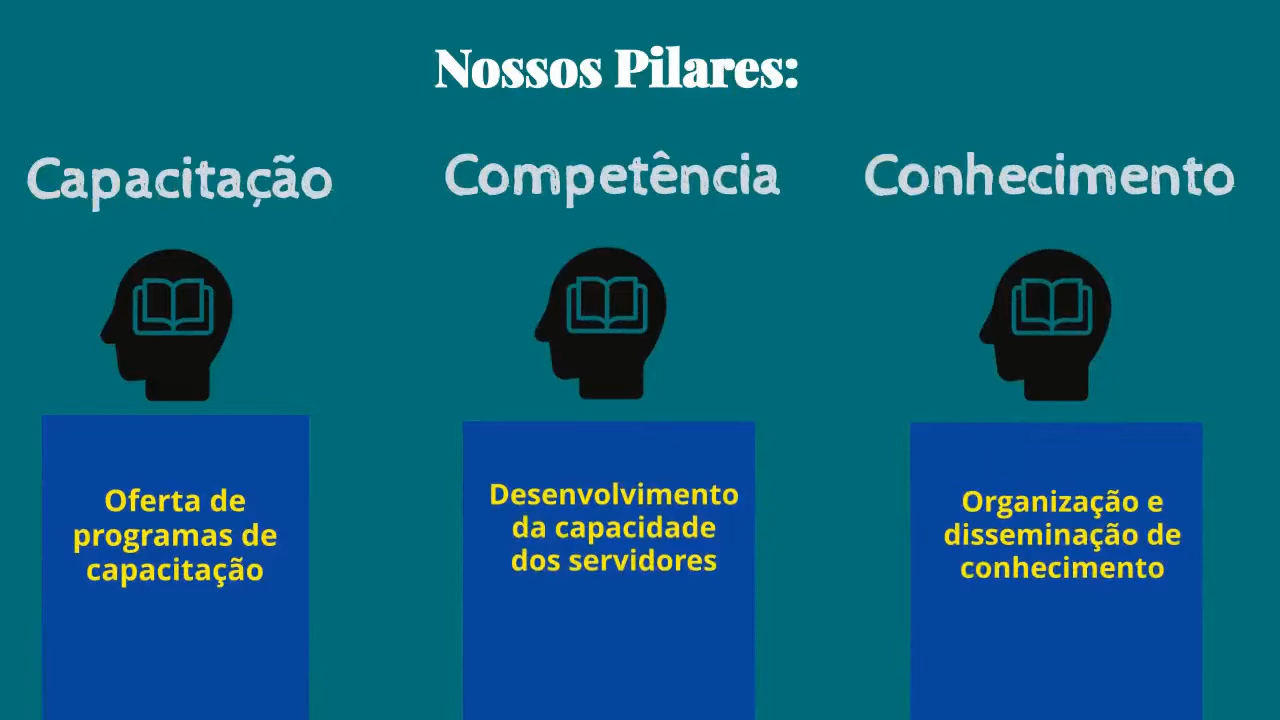 Nossos Pilares:
Capacitação
Competência
Conhecimento
Oferta de
programas de
capacitação
Desenvolvimento
da capacidade
dos servidores
Organização e
disseminação de
conhecimento